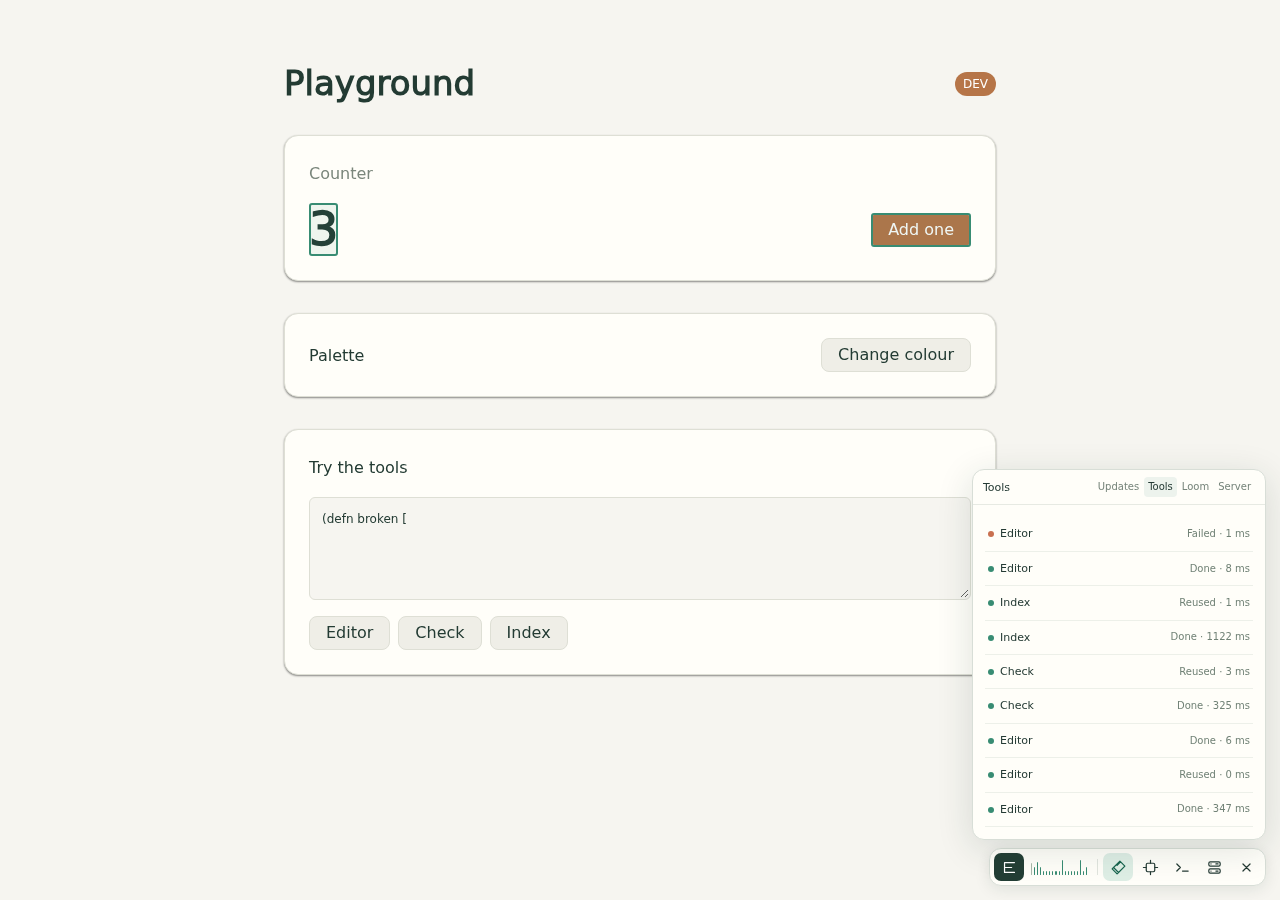 Playground
DEV
Counter
3
Add one
Palette
Change colour
Try the tools
(defn broken [
Editor
Check
Index
Tools
Updates
Tools
Loom
Server
Editor
Failed · 1 ms
Editor
Done · 8 ms
Index
Reused · 1 ms
Index
Done · 1122 ms
Check
Reused · 3 ms
Check
Done · 325 ms
Editor
Done · 6 ms
Editor
Reused · 0 ms
Editor
Done · 347 ms